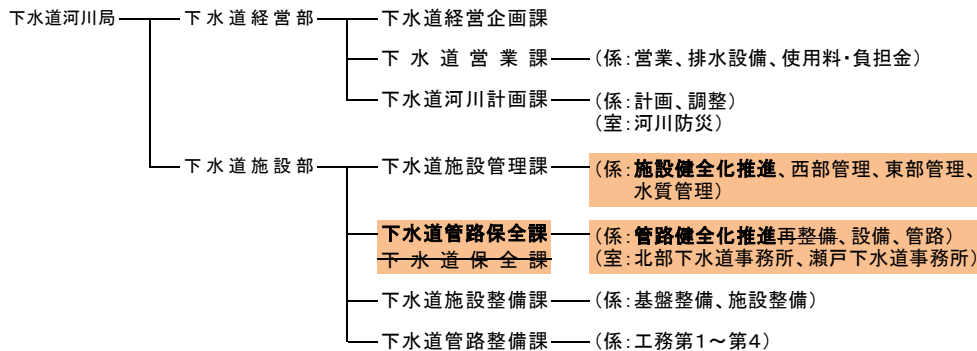 下水道河川局 下水道経営部 下水道経営企画課
下水道営業課 (係:営業、排水設備、使用料・負担金)
下水道河川計画課 (係:計画、調整)
(室:河川防災)
下水道施設部 下水道施設管理課 (係:施設健全化推進、西部管理、東部管理、
水質管理)
下水道管路保全課 (係:管路健全化推進再整備、設備、管路)
下水道保全課 (室:北部下水道事務所、瀬戸下水道事務所)
下水道施設整備課 (係:基盤整備、施設整備)
下水道管路整備課 (係:工務第1~第4)